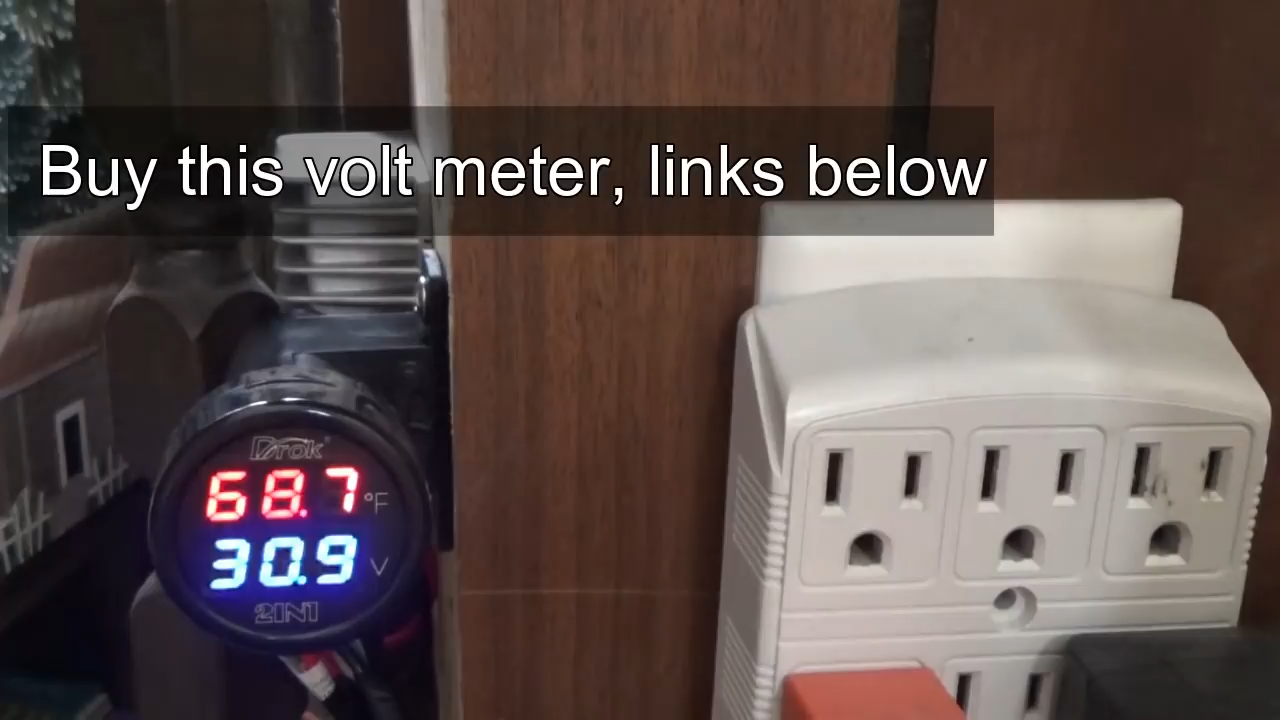 Buy this volt meter, links below
Drok
68.7 °F
30.9 V
2IN1